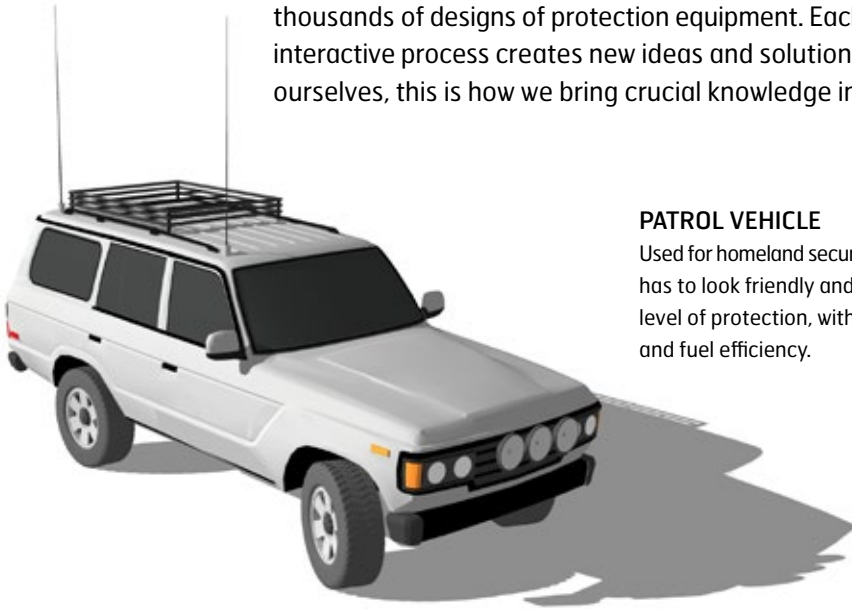 thousands of designs of protection equipment. Each
interactive process creates new ideas and solution
ourselves, this is how we bring crucial knowledge in
PATROL VEHICLE
Used for homeland secur
has to look friendly and
level of protection, with
and fuel efficiency.